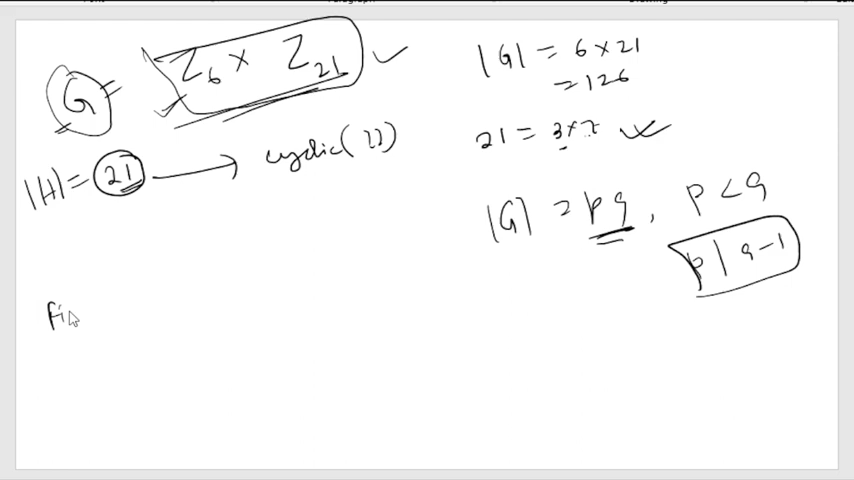 G = Z₆ × Z₂₁ ✓
|G| = 6×21
= 126
21 = 3×7 ✓
|H| = 21 → cyclic(??)
|G| = pq, p < q
p | q-1
Fi